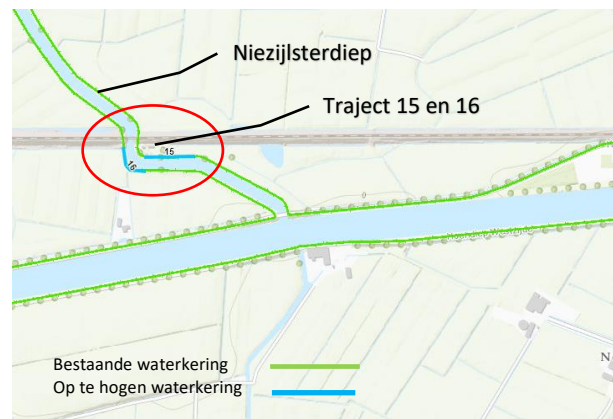 Niezijlsterdiep
Traject 15 en 16
15
16
Bestaande waterkering
Op te hogen waterkering
N